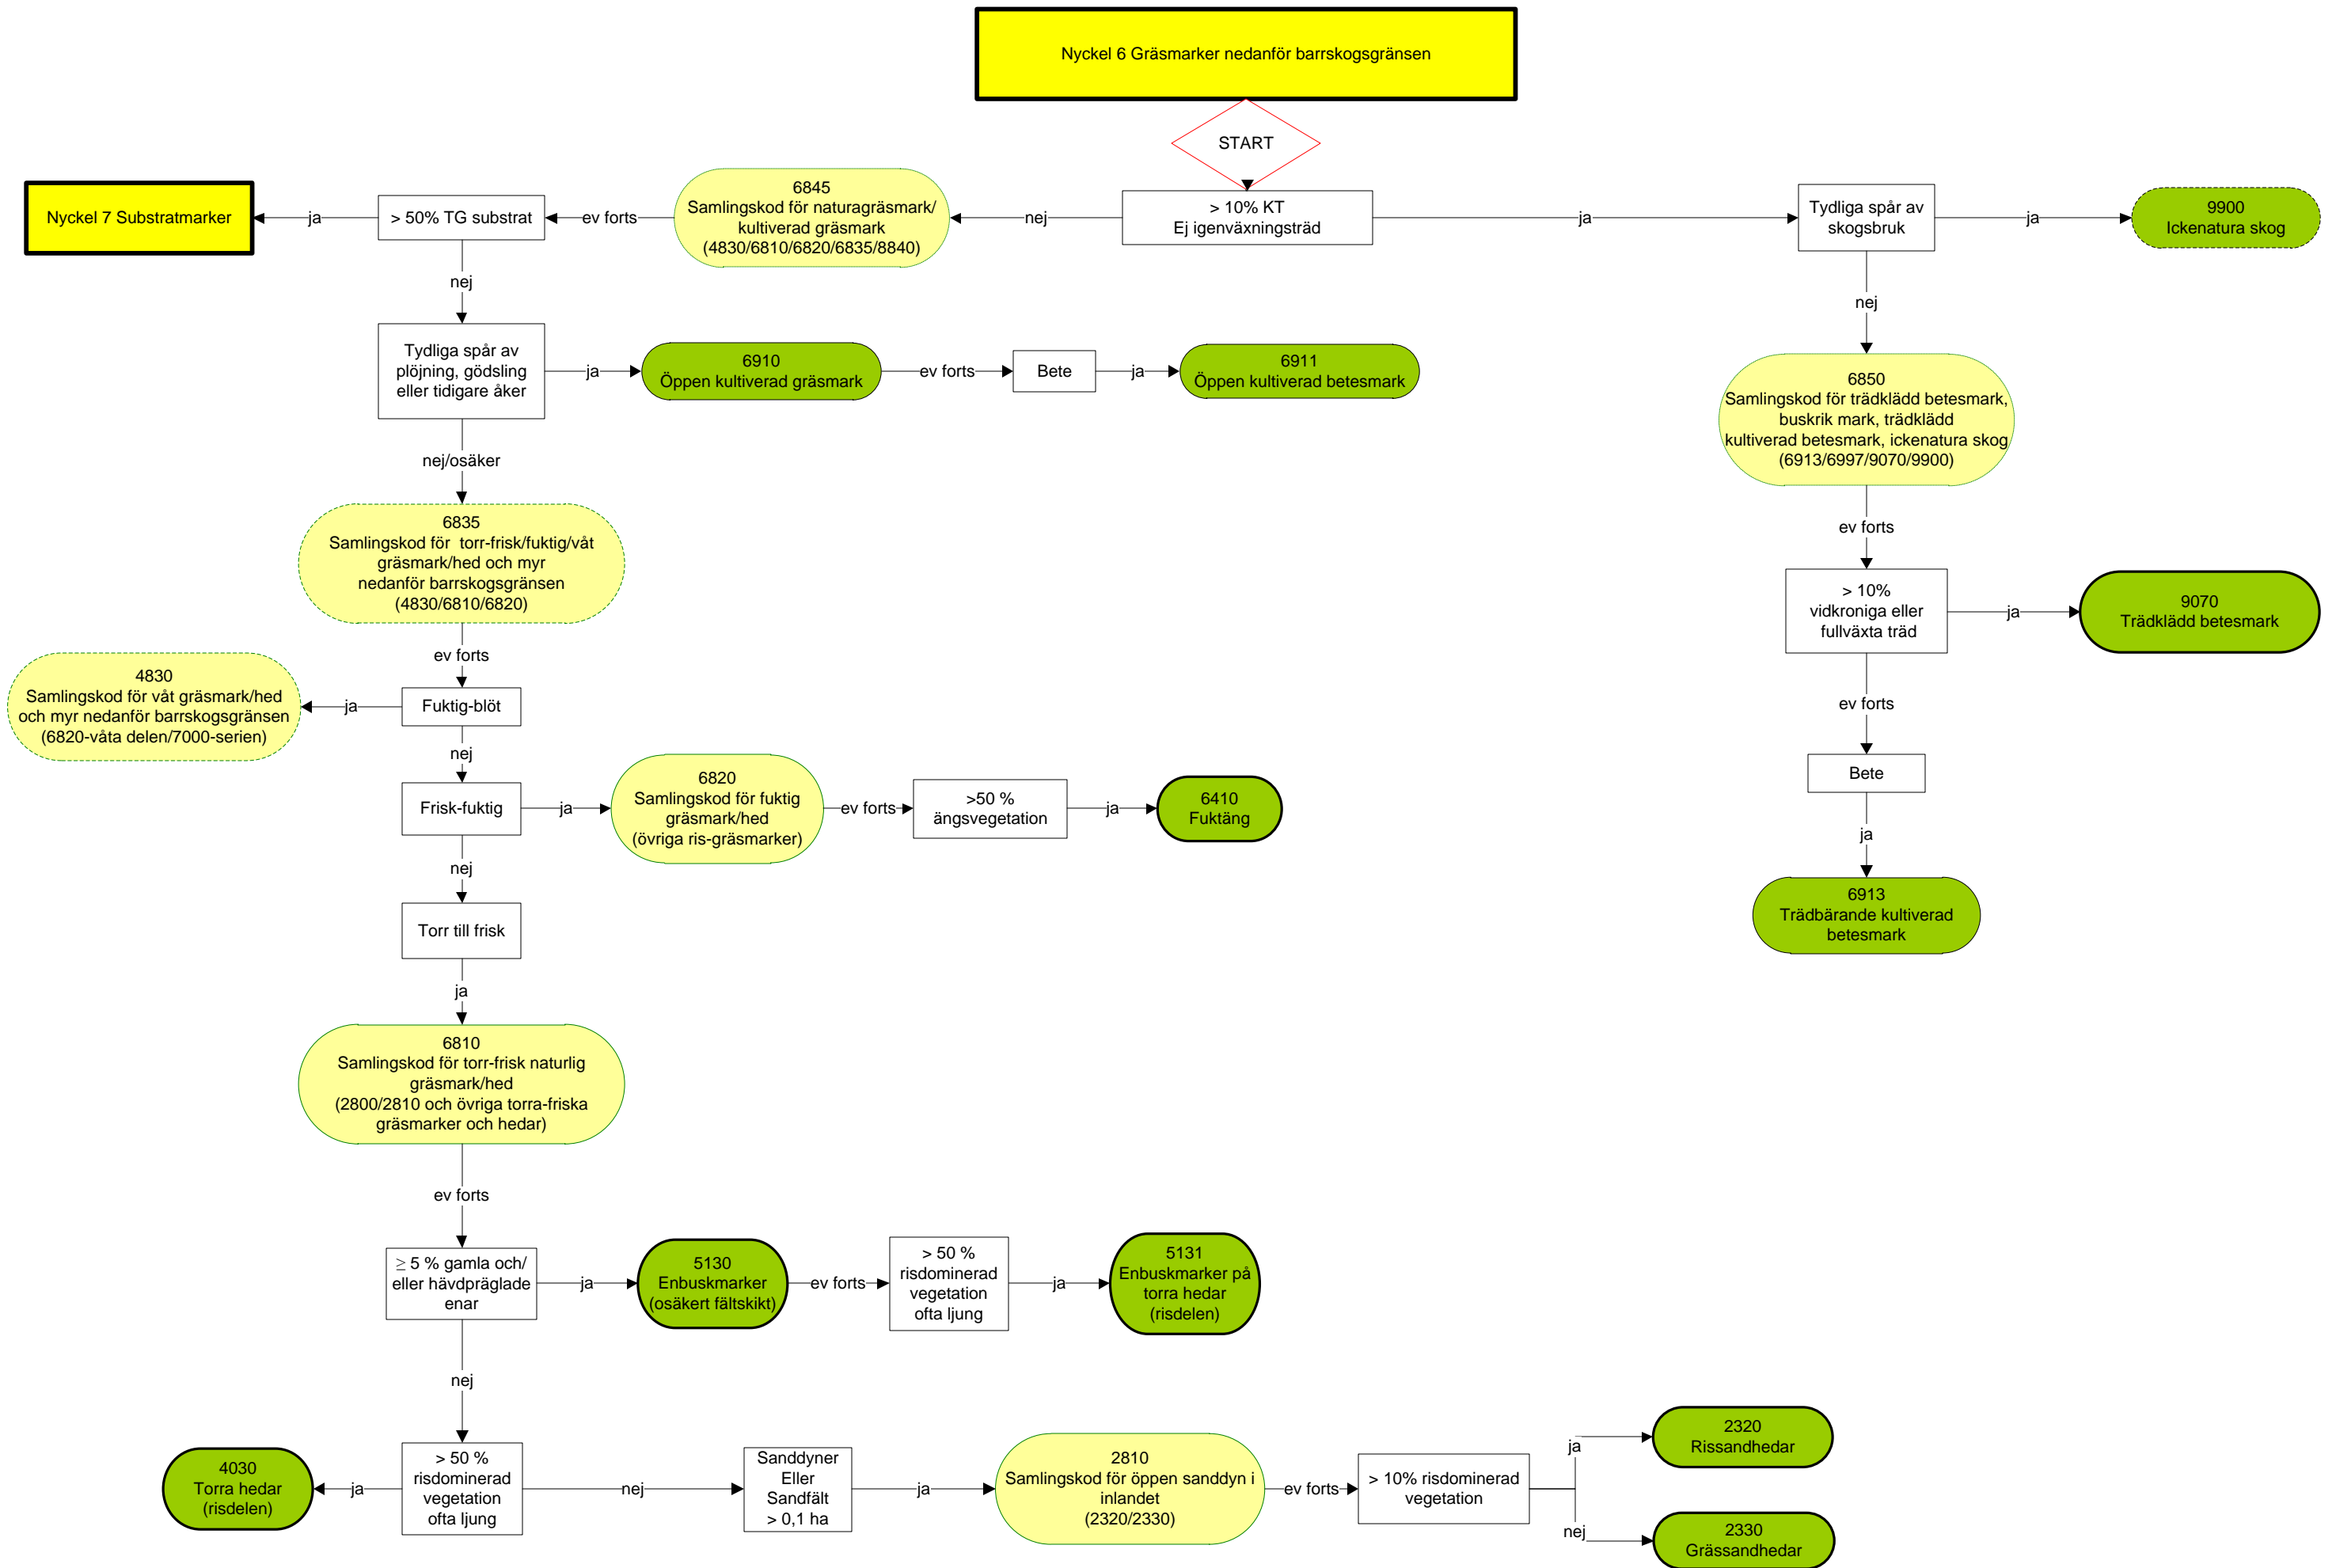 Nyckel 6 Gräsmarker nedanför barrskogsgränsen
START
> 10% KT
Ej igenväxningsträd
nej
6845
Samlingskod för naturagräsmark/
kultiverad gräsmark
(4830/6810/6820/6835/8840)
ev forts
> 50% TG substrat
ja
Nyckel 7 Substratmarker
nej
Tydliga spår av
plöjning, gödsling
eller tidigare åker
ja
6910
Öppen kultiverad gräsmark
ev forts
Bete
ja
6911
Öppen kultiverad betesmark
nej/osäker
6835
Samlingskod för torr-frisk/fuktig/våt
gräsmark/hed och myr
nedanför barrskogsgränsen
(4830/6810/6820)
ev forts
Fuktig-blöt
ja
4830
Samlingskod för våt gräsmark/hed
och myr nedanför barrskogsgränsen
(6820-våta delen/7000-serien)
nej
Frisk-fuktig
ja
6820
Samlingskod för fuktig
gräsmark/hed
(övriga ris-gräsmarker)
ev forts
>50 %
ängsvegetation
ja
6410
Fuktäng
nej
Torr till frisk
ja
6810
Samlingskod för torr-frisk naturlig
gräsmark/hed
(2800/2810 och övriga torra-friska
gräsmarker och hedar)
ev forts
≥ 5 % gamla och/
eller hävdpräglade
enar
ja
5130
Enbuskmarker
(osäkert fältskikt)
ev forts
> 50 %
risdominerad
vegetation
ofta ljung
ja
5131
Enbuskmarker på
torra hedar
(risdelen)
nej
> 50 %
risdominerad
vegetation
ofta ljung
ja
4030
Torra hedar
(risdelen)
nej
Sanddyner
Eller
Sandfält
> 0,1 ha
ja
2810
Samlingskod för öppen sanddyn i
inlandet
(2320/2330)
ev forts
> 10% risdominerad
vegetation
ja
2320
Rissandhedar
nej
2330
Grässandhedar
ja
Tydliga spår av
skogsbruk
ja
9900
Ickenatura skog
nej
6850
Samlingskod för trädklädd betesmark,
buskrik mark, trädklädd
kultiverad betesmark, ickenatura skog
(6913/6997/9070/9900)
ev forts
> 10%
vidkroniga eller
fullväxta träd
ja
9070
Trädklädd betesmark
ev forts
Bete
ja
6913
Trädbärande kultiverad
betesmark